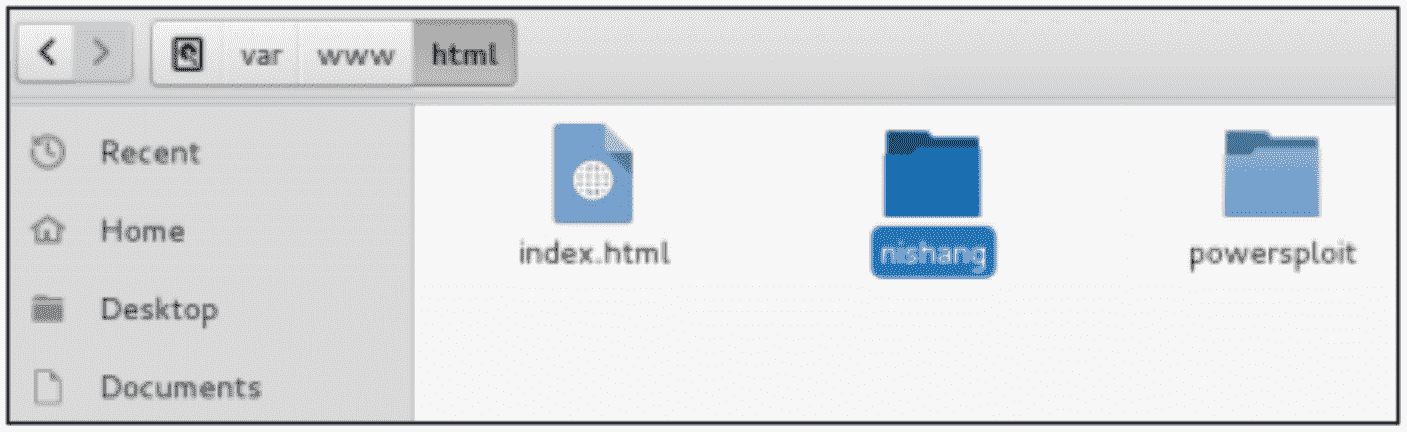 var www html
Recent
Home
Desktop
Documents
index.html nishang powersploit